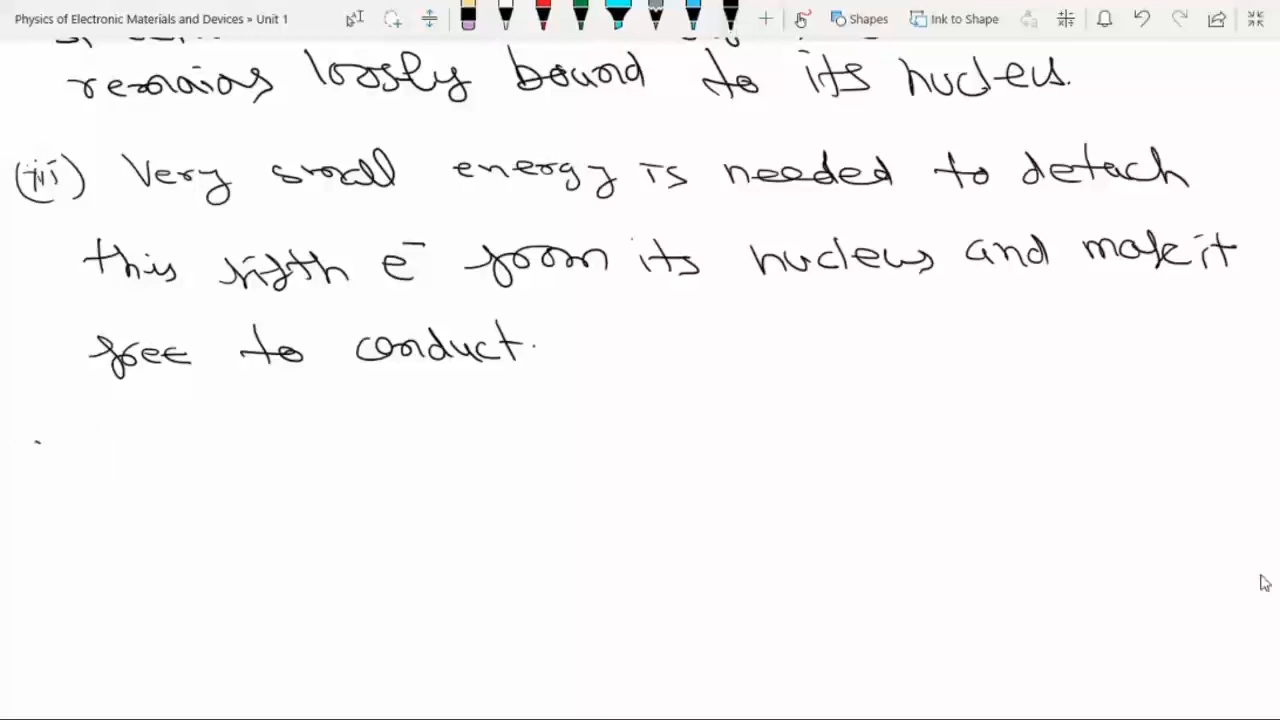 Physics of Electronic Materials and Devices » Unit 1
Shapes
Ink to Shape
remains loosly bound to its nucleus.
(iii) Very small energy is needed to detach
this fifth e⁻ from its nucleus and make it
free to conduct.